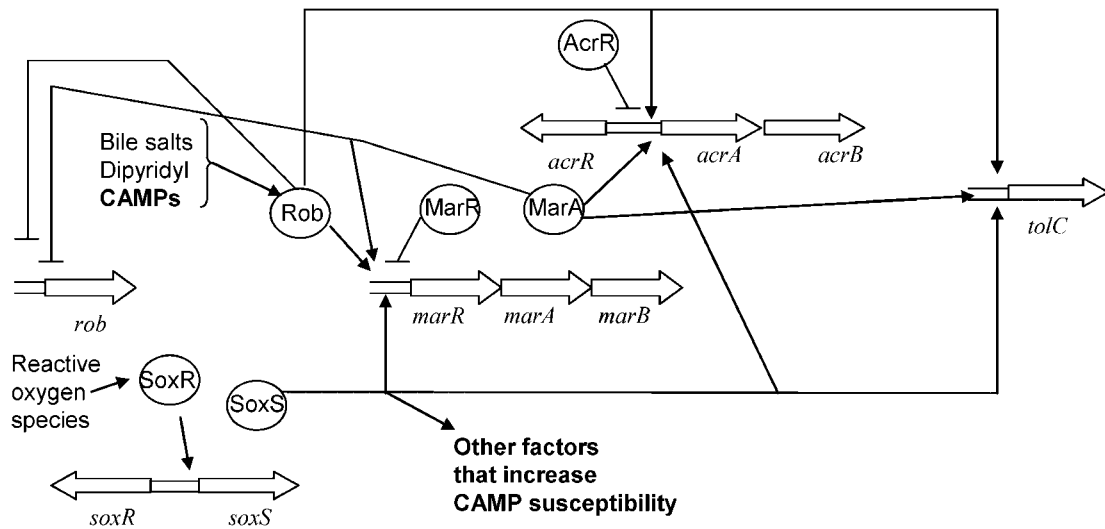 AcrR
acrR
acrA
acrB
Bile salts
Dipyridyl
CAMPs
Rob
MarR
MarA
tolC
rob
marR
marA
marB
Reactive
oxygen
species
SoxR
SoxS
Other factors
that increase
CAMP susceptibility
soxR
soxS